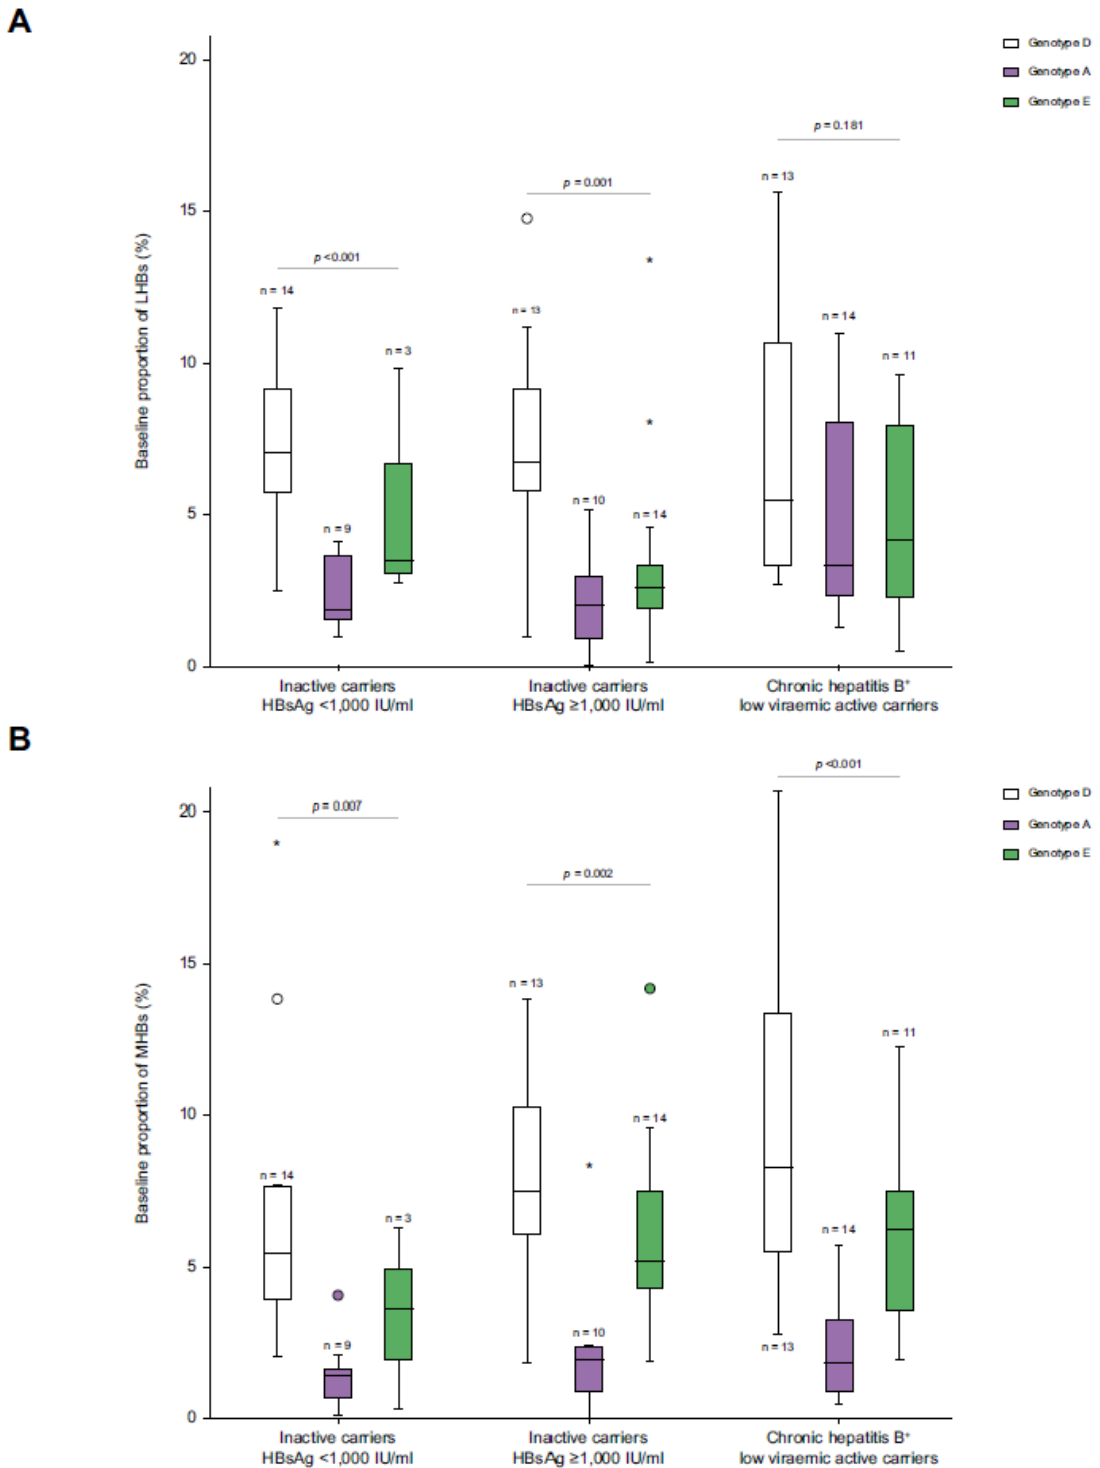 A
Genotype D
Genotype A
Genotype E
Baseline proportion of LHBs (%)
20
15
10
5
0
p <0.001
n = 14
n = 9
n = 3
p = 0.001
n = 13
n = 10
n = 14
*
*
p = 0.181
n = 13
n = 14
n = 11
Inactive carriers
HBsAg <1,000 IU/ml
Inactive carriers
HBsAg ≥1,000 IU/ml
Chronic hepatitis B+
low viraemic active carriers
B
Genotype D
Genotype A
Genotype E
Baseline proportion of MHBs (%)
20
15
10
5
0
p = 0.007
*
n = 14
n = 9
n = 3
p = 0.002
n = 13
*
n = 10
n = 14
p <0.001
n = 13
n = 14
n = 11
Inactive carriers
HBsAg <1,000 IU/ml
Inactive carriers
HBsAg ≥1,000 IU/ml
Chronic hepatitis B+
low viraemic active carriers